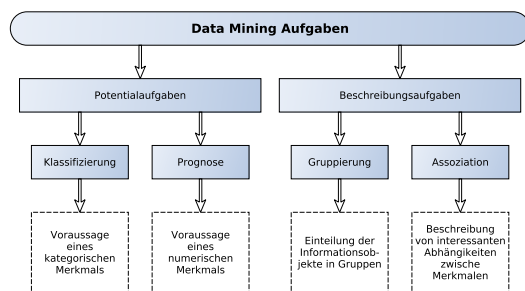 Data Mining Aufgaben
Potentialaufgaben
Beschreibungsaufgaben
Klassifizierung
Prognose
Gruppierung
Assoziation
Voraussage
eines
kategorischen
Merkmals
Voraussage
eines
numerischen
Merkmals
Einteilung der
Informationsob-
jekte in Gruppen
Beschreibung
von interessanten
Abhängikeiten
zwische
Merkmalen